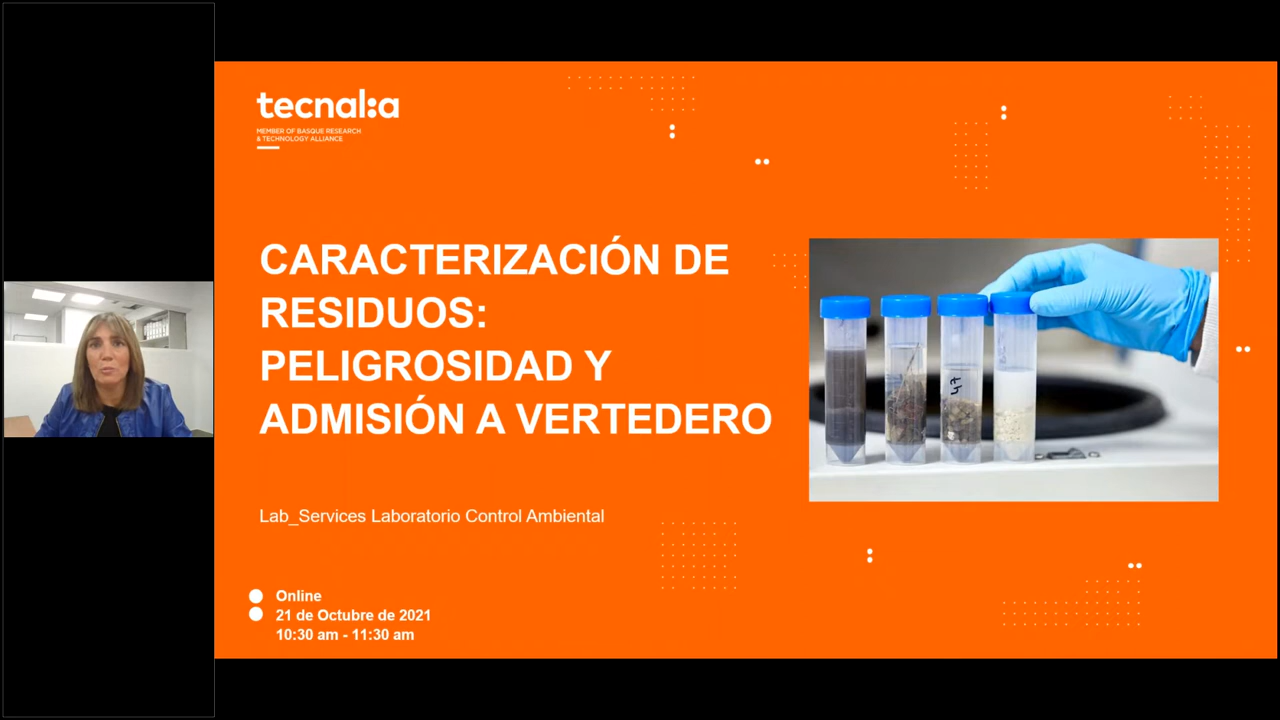 tecnal:a
MEMBER OF BASQUE RESEARCH
& TECHNOLOGY ALLIANCE
CARACTERIZACIÓN DE
RESIDUOS:
PELIGROSIDAD Y
ADMISIÓN A VERTEDERO
Lab_Services Laboratorio Control Ambiental
Online
21 de Octubre de 2021
10:30 am - 11:30 am